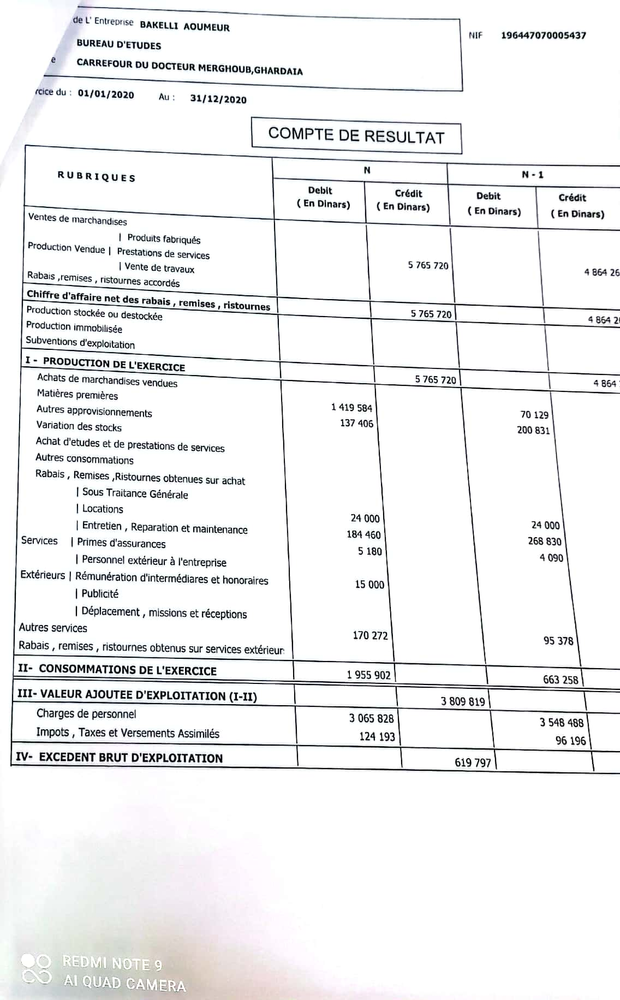 de L' Entreprise BAKELLI AOUMEUR
NIF 196447070005437
BUREAU D'ETUDES
e CARREFOUR DU DOCTEUR MERGHOUB,GHARDAIA
rcice du : 01/01/2020 Au : 31/12/2020
COMPTE DE RESULTAT
RUBRIQUES N N - 1
Debit Crédit Debit Crédit
( En Dinars) ( En Dinars) ( En Dinars) ( En Dinars)
Ventes de marchandises
| Produits fabriqués
Production Vendue | Prestations de services 5 765 720 4 864 26
| Vente de travaux
Rabais ,remises , ristournes accordés
Chiffre d'affaire net des rabais , remises , ristournes 5 765 720 4 864 2
Production stockée ou destockée
Production immobilisée
Subventions d'exploitation
I - PRODUCTION DE L'EXERCICE 5 765 720 4 864
Achats de marchandises vendues
Matières premières 1 419 584 70 129
Autres approvisionnements 137 406 200 831
Variation des stocks
Achat d'etudes et de prestations de services
Autres consommations
Rabais , Remises ,Ristournes obtenues sur achat
| Sous Traitance Générale
| Locations 24 000 24 000
| Entretien , Reparation et maintenance 184 460 268 830
Services | Primes d'assurances 5 180 4 090
| Personnel extérieur à l'entreprise
Extérieurs | Rémunération d'intermédiares et honoraires 15 000
| Publicité
| Déplacement , missions et réceptions
Autres services 170 272 95 378
Rabais , remises , ristournes obtenus sur services extérieur
II- CONSOMMATIONS DE L'EXERCICE 1 955 902 663 258
III- VALEUR AJOUTEE D'EXPLOITATION (I-II) 3 809 819
Charges de personnel 3 065 828 3 548 488
Impots , Taxes et Versements Assimilés 124 193 96 196
IV- EXCEDENT BRUT D'EXPLOITATION 619 797
REDMI NOTE 9
AI QUAD CAMERA